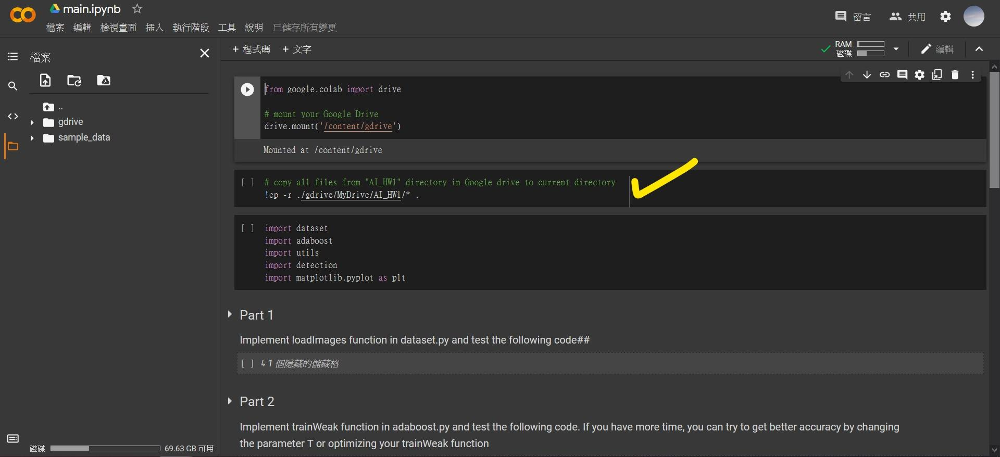 main.ipynb
檔案 編輯 檢視畫面 插入 執行階段 工具 說明 已儲存所有變更
留言 共用
檔案
+ 程式碼 + 文字
RAM
磁碟
編輯
..
gdrive
sample_data
from google.colab import drive
# mount your Google Drive
drive.mount('/content/gdrive')
Mounted at /content/gdrive
[ ] # copy all files from "AI_HW1" directory in Google drive to current directory
!cp -r ./gdrive/MyDrive/AI_HW1/* .
[ ] import dataset
import adaboost
import utils
import detection
import matplotlib.pyplot as plt
Part 1
Implement loadImages function in dataset.py and test the following code##
[ ] ↳ 1 個隱藏的儲藏格
Part 2
Implement trainWeak function in adaboost.py and test the following code. If you have more time, you can try to get better accuracy by changing
the parameter T or optimizing your trainWeak function
磁碟 69.63 GB 可用